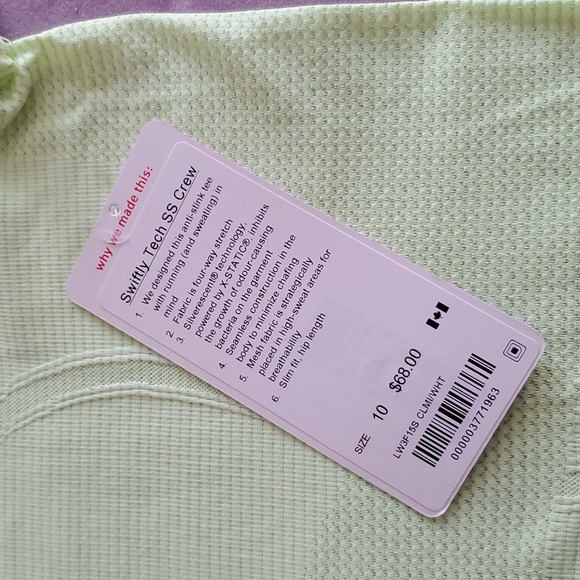 why we made this:
Swiftly Tech SS Crew
1. We designed this anti-stink tee
with running (and sweating) in
mind
2. Fabric is four-way stretch
3. Silverescent® technology,
powered by X-STATIC® inhibits
the growth of odour-causing
bacteria on the garment
4. Seamless construction in the
body to minimize chafing
5. Mesh fabric is strategically
placed in high-sweat areas for
breathability
6. Slim fit, hip length
SIZE 10 $68.00
LW3F15S CLMI/WHT
000003771963